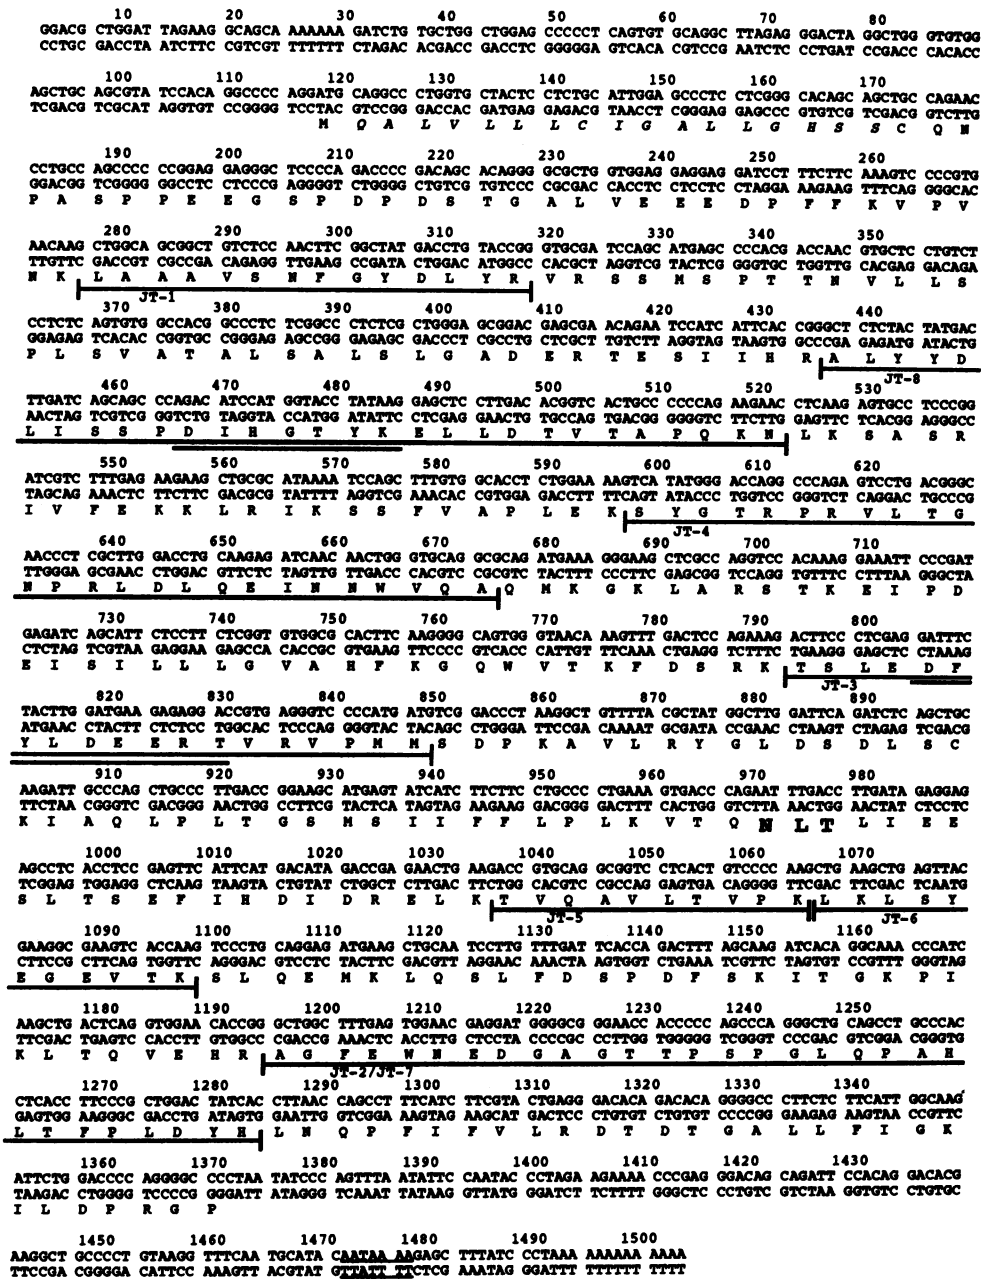 10 20 30 40 50 60 70 80
GGACG CTGGAT TAGAAG GCAGCA AAAAAA GATCTG TGCTGG CTGGAG CCCCCT CAGTGT GCAGGC TTAGAG GGACTA GGCTGG GTGTGG
CCTGC GACCTA ATCTTC CGTCGT TTTTTT CTAGAC ACGACC GACCTC GGGGGA GTCACA CGTCCG AATCTC CCTGAT CCGACC CACACC
100 110 120 130 140 150 160 170
AGCTGC AGCGTA TCCACA GGCCCC AGGATG CAGGCC CTGGTG CTACTC CTCTGC ATTGGA GCCCTC CTCGGG CACAGC AGCTGC CAGAAC
TCGACG TCGCAT AGGTGT CCGGGG TCCTAC GTCCGG GACCAC GATGAG GAGACG TAACCT CGGGAG GAGCCC GTGTCG TCGACG GTCTTG
M Q A L V L L L C I G A L L G H S S C Q N
190 200 210 220 230 240 250 260
CCTGCC AGCCCC CCGGAG GAGGGC TCCCCA GACCCC GACAGC ACAGGG GCGCTG GTGGAG GAGGAG GATCCT TTCTTC AAAGTC CCCGTG
GGACGG TCGGGG GGCCTC CTCCCG AGGGGT CTGGGG CTGTCG TGTCCC CGCGAC CACCTC CTCCTC CTAGGA AAGAAG TTTCAG GGGCAC
P A S P P E E G S P D P D S T G A L V E E E D P F F K V P V
280 290 300 310 320 330 340 350
AACAAG CTGGCA GCGGCT GTCTCC AACTTC GGCTAT GACCTG TACCGG GTGCGA TCCAGC ATGAGC CCCACG ACCAAC GTGCTC CTGTCT
TTGTTC GACCGT CGCCGA CAGAGG TTGAAG CCGATA CTGGAC ATGGCC CACGCT AGGTCG TACTCG GGGTGC TGGTTG CACGAG GACAGA
N K L A A A V S N F G Y D L Y R V R S S M S P T T N V L L S
JT-1
370 380 390 400 410 420 430 440
CCTCTC AGTGTG GCCACG GCCCTC TCGGCC CTCTCG CTGGGA GCGGAC GAGCGA ACAGAA TCCATC ATTCAC CGGGCT CTCTAC TATGAC
GGAGAG TCACAC CGGTGC CGGGAG AGCCGG GAGAGC GACCCT CGCCTG CTCGCT TGTCTT AGGTAG TAAGTG GCCCGA GAGATG ATACTG
P L S V A T A L S A L S L G A D E R T E S I I H R A L Y Y D
JT-8
460 470 480 490 500 510 520 530
TTGATC AGCAGC CCAGAC ATCCAT GGTACC TATAAG GAGCTC CTTGAC ACGGTC ACTGCC CCCCAG AAGAAC CTCAAG AGTGCC TCCCGG
AACTAG TCGTCG GGTCTG TAGGTA CCATGG ATATTC CTCGAG GAACTG TGCCAG TGACGG GGGGTC TTCTTG GAGTTC TCACGG AGGGCC
L I S S P D I H G T Y K E L L D T V T A P Q K N L K S A S R
550 560 570 580 590 600 610 620
ATCGTC TTTGAG AAGAAG CTGCGC ATAAAA TCCAGC TTTGTG GCACCT CTGGAA AAGTCA TATGGG ACCAGG CCCAGA GTCCTG ACGGGC
TAGCAG AAACTC TTCTTC GACGCG TATTTT AGGTCG AAACAC CGTGGA GACCTT TTCAGT ATACCC TGGTCC GGGTCT CAGGAC TGCCCG
I V F E K K L R I K S S F V A P L E K S Y G T R P R V L T G
JT-4
640 650 660 670 680 690 700 710
AACCCT CGCTTG GACCTG CAAGAG ATCAAC AACTGG GTGCAG GCGCAG ATGAAA GGGAAG CTCGCC AGGTCC ACAAAG GAAATT CCCGAT
TTGGGA GCGAAC CTGGAC GTTCTC TAGTTG TTGACC CACGTC CGCGTC TACTTT CCCTTC GAGCGG TCCAGG TGTTTC CTTTAA GGGCTA
N P R L D L Q E I N N W V Q A Q M K G K L A R S T K E I P D
730 740 750 760 770 780 790 800
GAGATC AGCATT CTCCTT CTCGGT GTGGCG CACTTC AAGGGG CAGTGG GTAACA AAGTTT GACTCC AGAAAG ACTTCC CTCGAG GATTTC
CTCTAG TCGTAA GAGGAA GAGCCA CACCGC GTGAAG TTCCCC GTCACC CATTGT TTCAAA CTGAGG TCTTTC TGAAGG GAGCTC CTAAAG
E I S I L L L G V A H F K G Q W V T K F D S R K T S L E D F
JT-3
820 830 840 850 860 870 880 890
TACTTG GATGAA GAGAGG ACCGTG AGGGTC CCCATG ATGTCG GACCCT AAGGCT GTTTTA CGCTAT GGCTTG GATTCA GATCTC AGCTGC
ATGAAC CTACTT CTCTCC TGGCAC TCCCAG GGGTAC TACAGC CTGGGA TTCCGA CAAAAT GCGATA CCGAAC CTAAGT CTAGAG TCGACG
Y L D E E R T V R V P M M S D P K A V L R Y G L D S D L S C
910 920 930 940 950 960 970 980
AAGATT GCCCAG CTGCCC TTGACC GGAAGC ATGAGT ATCATC TTCTTC CTGCCC CTGAAA GTGACC CAGAAT TTGACC TTGATA GAGGAG
TTCTAA CGGGTC GACGGG AACTGG CCTTCG TACTCA TAGTAG AAGAAG GACGGG GACTTT CACTGG GTCTTA AACTGG AACTAT CTCCTC
K I A Q L P L T G S M S I I F F L P L K V T Q N L T L I E E
1000 1010 1020 1030 1040 1050 1060 1070
AGCCTC ACCTCC GAGTTC ATTCAT GACATA GACCGA GAACTG AAGACC GTGCAG GCGGTC CTCACT GTCCCC AAGCTG AAGCTG AGTTAC
TCGGAG TGGAGG CTCAAG TAAGTA CTGTAT CTGGCT CTTGAC TTCTGG CACGTC CGCCAG GAGTGA CAGGGG TTCGAC TTCGAC TCAATG
S L T S E F I H D I D R E L K T V Q A V L T V P K L K L S Y
JT-5 JT-6
1090 1100 1110 1120 1130 1140 1150 1160
GAAGGC GAAGTC ACCAAG TCCCTG CAGGAG ATGAAG CTGCAA TCCTTG TTTGAT TCACCA GACTTT AGCAAG ATCACA GGCAAA CCCATC
CTTCCG CTTCAG TGGTTC AGGGAC GTCCTC TACTTC GACGTT AGGAAC AAACTA AGTGGT CTGAAA TCGTTC TAGTGT CCGTTT GGGTAG
E G E V T K S L Q E M K L Q S L F D S P D F S K I T G K P I
1180 1190 1200 1210 1220 1230 1240 1250
AAGCTG ACTCAG GTGGAA CACCGG GCTGGC TTTGAG TGGAAC GAGGAT GGGGCG GGAACC ACCCCC AGCCCA GGGCTG CAGCCT GCCCAC
TTCGAC TGAGTC CACCTT GTGGCC CGACCG AAACTC ACCTTG CTCCTA CCCCGC CCTTGG TGGGGG TCGGGT CCCGAC GTCGGA CGGGTG
K L T Q V E H R A G F E W N E D G A G T T P S P G L Q P A H
JT-2/JT-7
1270 1280 1290 1300 1310 1320 1330 1340
CTCACC TTCCCG CTGGAC TATCAC CTTAAC CAGCCT TTCATC TTCGTA CTGAGG GACACA GACACA GGGGCC CTTCTC TTCATT GGCAAG
GAGTGG AAGGGC GACCTG ATAGTG GAATTG GTCGGA AAGTAG AAGCAT GACTCC CTGTGT CTGTGT CCCCGG GAAGAG AAGTAA CCGTTC
L T F P L D Y H L N Q P F I F V L R D T D T G A L L F I G K
1360 1370 1380 1390 1400 1410 1420 1430
ATTCTG GACCCC AGGGGC CCCTAA TATCCC AGTTTA ATATTC CAATAC CCTAGA AGAAAA CCCGAG GGACAG CAGATT CCACAG GACACG
TAAGAC CTGGGG TCCCCG GGGATT ATAGGG TCAAAT TATAAG GTTATG GGATCT TCTTTT GGGCTC CCTGTC GTCTAA GGTGTC CTGTGC
I L D P R G P
1450 1460 1470 1480 1490 1500
AAGGCT GCCCCT GTAAGG TTTCAA TGCATA CAATAA AAGAGC TTTATC CCTAAA AAAAAA AAAA
TTCCGA CGGGGA CATTCC AAAGTT ACGTAT GTTATT TTCTCG AAATAG GGATTT TTTTTT TTTT